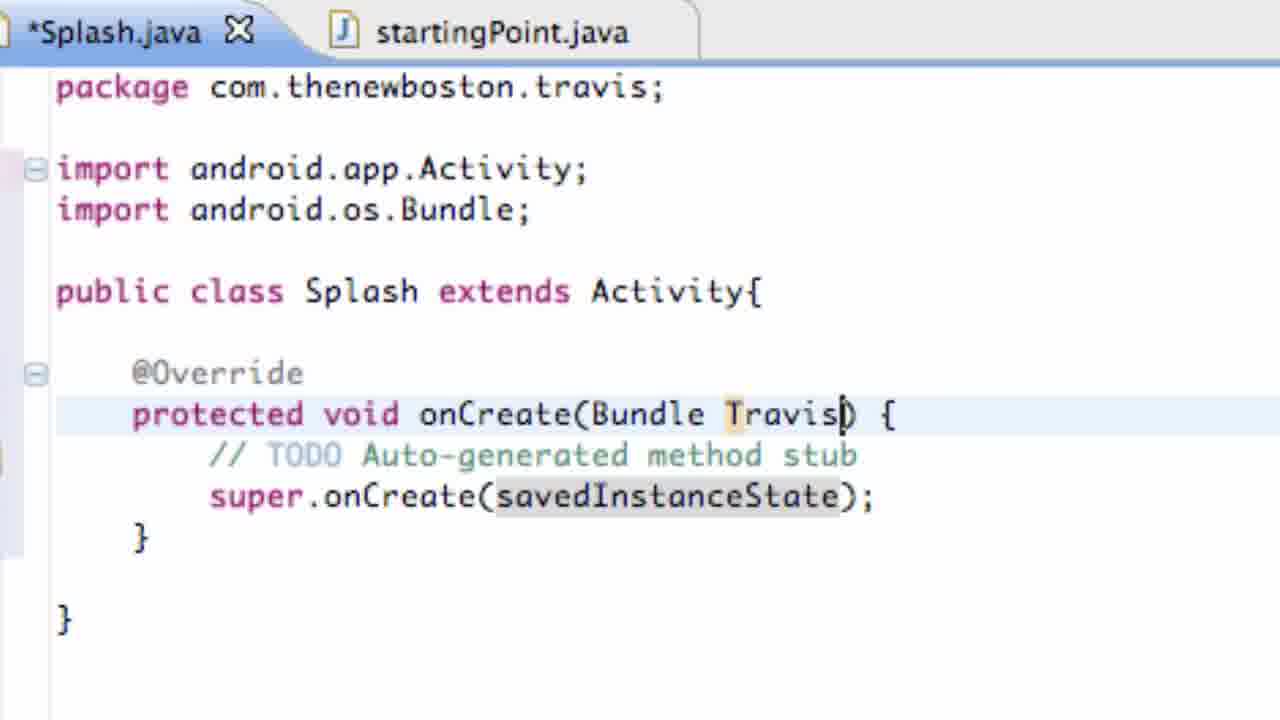 *Splash.java startingPoint.java
package com.thenewboston.travis;
import android.app.Activity;
import android.os.Bundle;
public class Splash extends Activity{
@Override
protected void onCreate(Bundle Travis) {
// TODO Auto-generated method stub
super.onCreate(savedInstanceState);
}
}